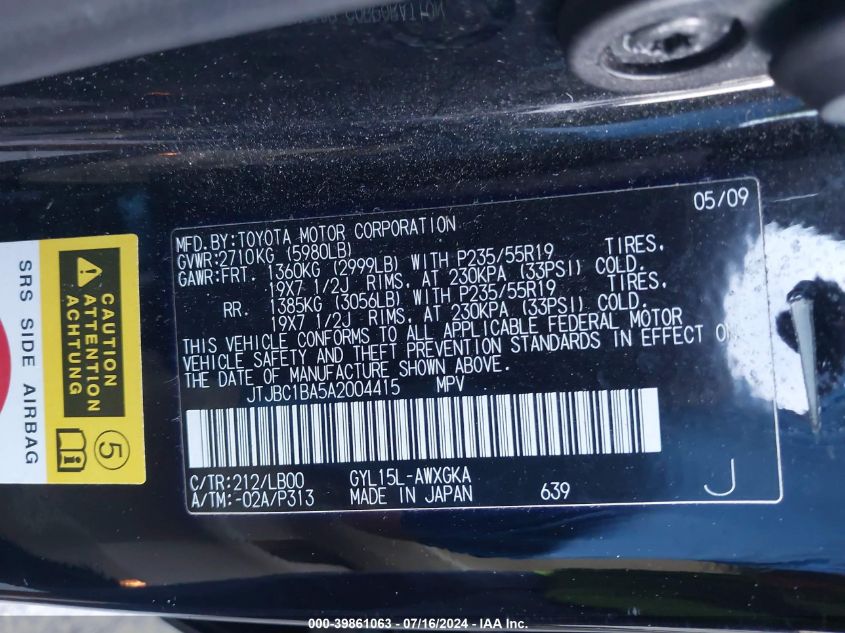 05/09
MFD.BY:TOYOTA MOTOR CORPORATION
GVWR:2710KG (5980LB)
GAWR:FRT. 1360KG (2999LB) WITH P235/55R19 TIRES,
19X7 1/2J RIMS, AT 230KPA (33PSI) COLD.
RR. 1385KG (3056LB) WITH P235/55R19 TIRES,
19X7 1/2J RIMS, AT 230KPA (33PSI) COLD.
THIS VEHICLE CONFORMS TO ALL APPLICABLE FEDERAL MOTOR
VEHICLE SAFETY AND THEFT PREVENTION STANDARDS IN EFFECT ON
THE DATE OF MANUFACTURE SHOWN ABOVE.
JTJBC1BA5A2004415 MPV
C/TR:212/LB00 GYL15L-AWXGKA
A/TM:-02A/P313 MADE IN JAPAN 639 J
SRS SIDE AIRBAG
CAUTION
ATTENTION
ACHTUNG
5
i
CORPORATION
000-39861063 - 07/16/2024 - IAA Inc.